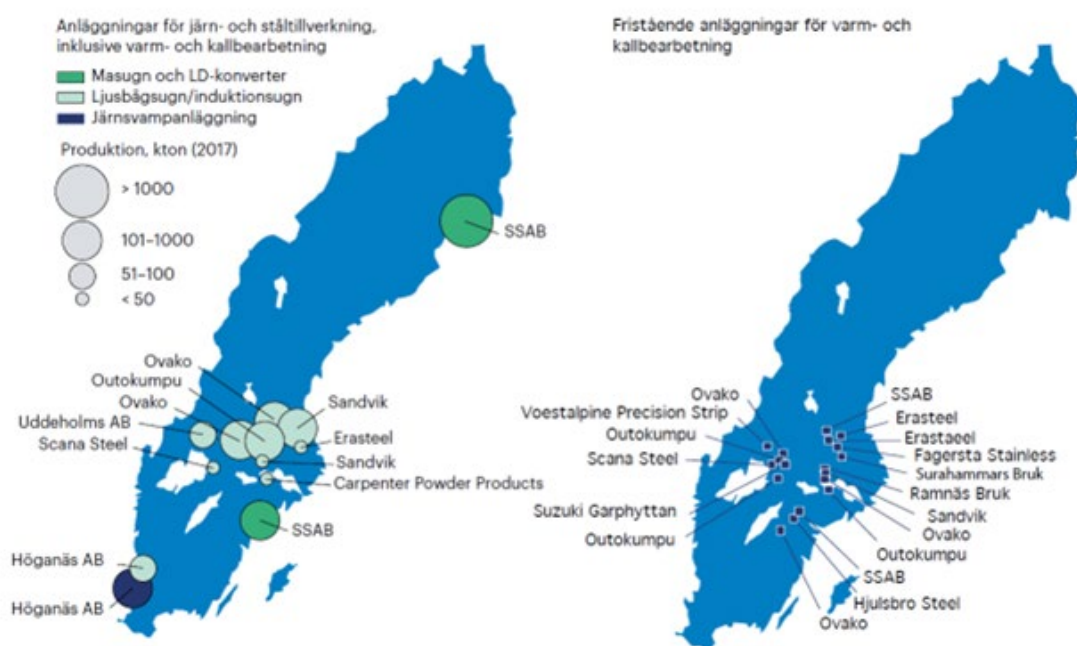 Anläggningar för järn- och ståltillverkning,
inklusive varm- och kallbearbetning
Masugn och LD-konverter
Ljusbågsugn/induktionsugn
Järnsvampanläggning
Produktion, kton (2017)
> 1000
101–1000
51–100
< 50
SSAB
Ovako
Outokumpu
Ovako
Uddeholms AB
Scana Steel
Sandvik
Erasteel
Sandvik
Carpenter Powder Products
SSAB
Höganäs AB
Höganäs AB
Fristående anläggningar för varm- och
kallbearbetning
Ovako
Voestalpine Precision Strip
Outokumpu
Scana Steel
Suzuki Garphyttan
Outokumpu
SSAB
Erasteel
Erastaeel
Fagersta Stainless
Surahammars Bruk
Ramnäs Bruk
Sandvik
Ovako
Outokumpu
SSAB
Hjulsbro Steel
Ovako